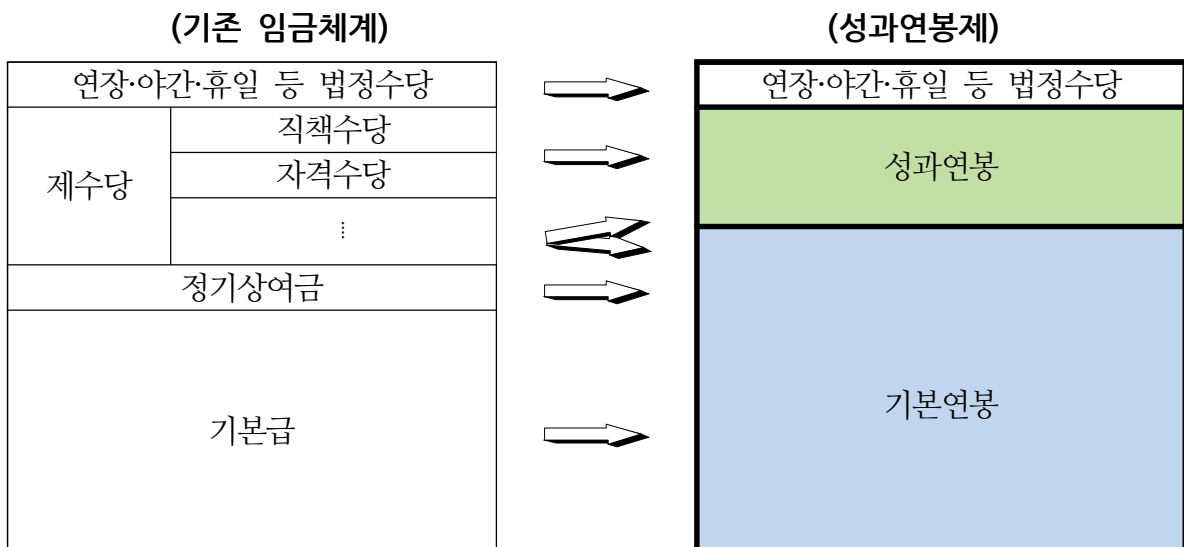 (기존 임금체계)
(성과연봉제)
연장·야간·휴일 등 법정수당
제수당
직책수당
자격수당
⋮
정기상여금
기본급
연장·야간·휴일 등 법정수당
성과연봉
기본연봉